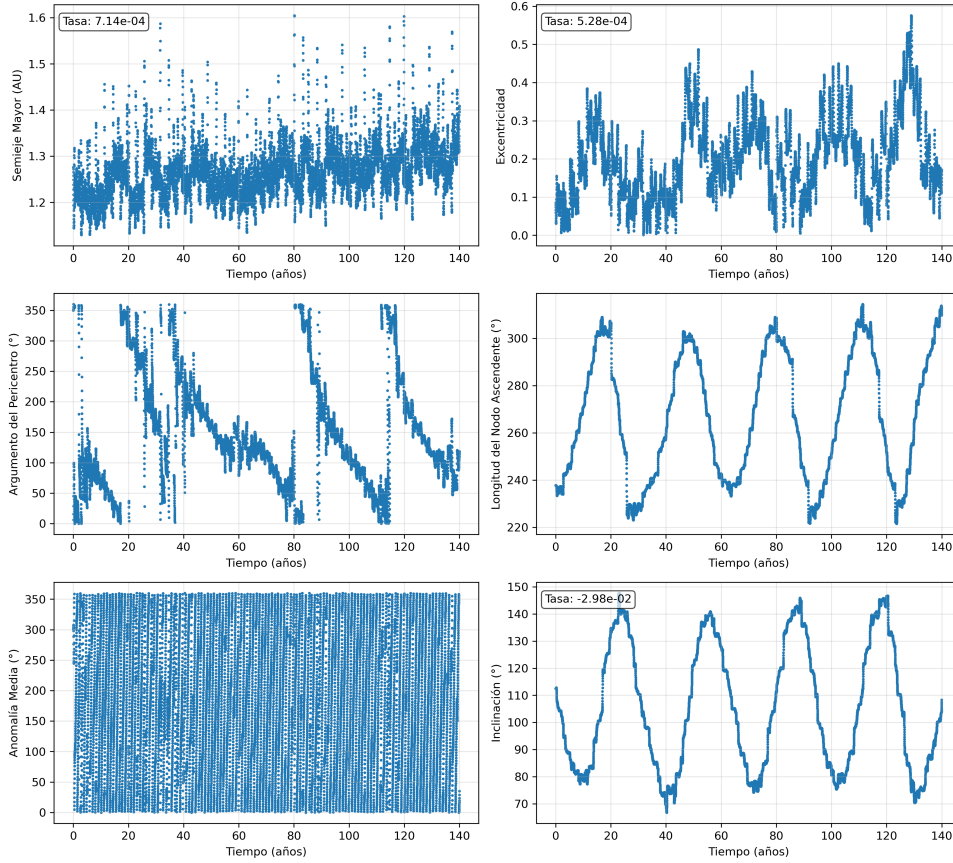 Tasa: 7.14e-04
Semieje Mayor (AU)
1.6
1.5
1.4
1.3
1.2
0 20 40 60 80 100 120 140
Tiempo (años)
Tasa: 5.28e-04
Excentricidad
0.6
0.5
0.4
0.3
0.2
0.1
0.0
0 20 40 60 80 100 120 140
Tiempo (años)
Argumento del Pericentro (°)
350
300
250
200
150
100
50
0
0 20 40 60 80 100 120 140
Tiempo (años)
Longitud del Nodo Ascendente (°)
300
280
260
240
220
0 20 40 60 80 100 120 140
Tiempo (años)
Anomalía Media (°)
350
300
250
200
150
100
50
0
0 20 40 60 80 100 120 140
Tiempo (años)
Tasa: -2.98e-02
Inclinación (°)
150
140
130
120
110
100
90
80
70
0 20 40 60 80 100 120 140
Tiempo (años)